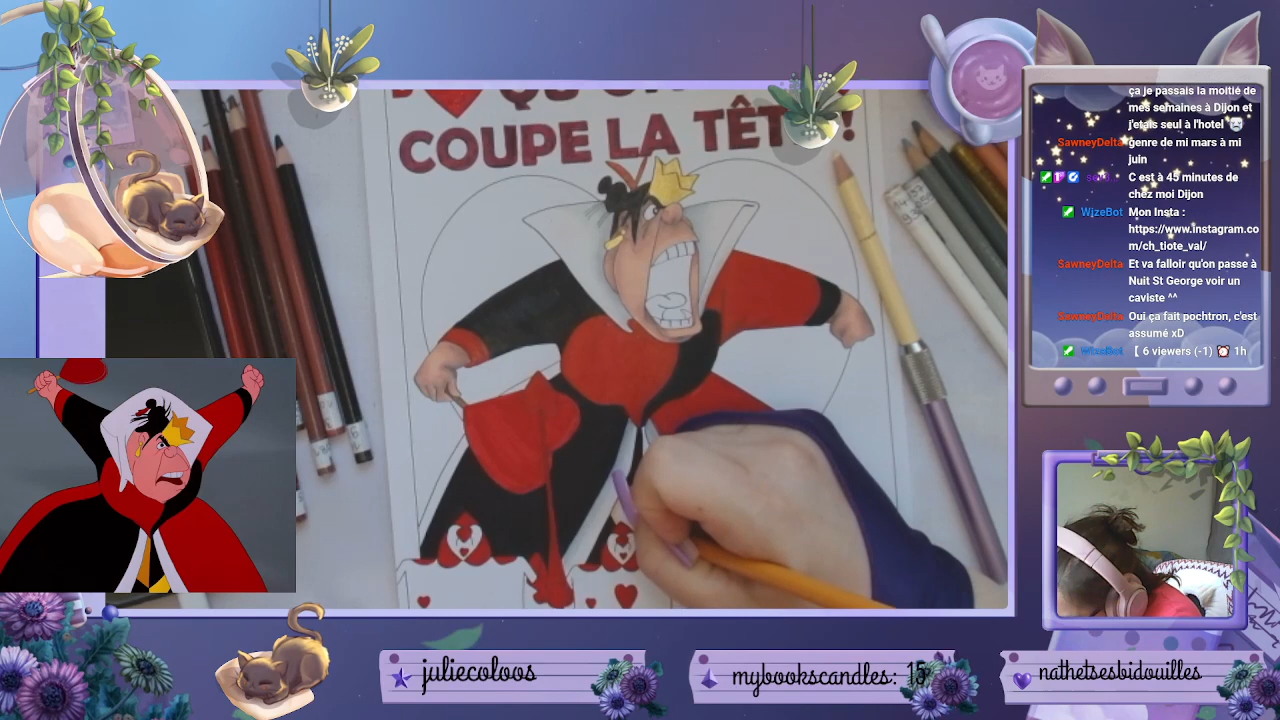 COUPE LA TÊT !
ça je passais la moitié de
mes semaines à Dijon et
j'etais seul à l'hotel
SawneyDelta genre de mi mars à mi
juin
C est à 45 minutes de
chez moi Dijon
WizeBot Mon Insta :
https://www.instagram.co
m/ch_tiote_val/
SawneyDelta Et va falloir qu'on passe à
Nuit St George voir un
caviste ^^
SawneyDelta Oui ça fait pochtron, c'est
assumé xD
WizeBot 【 6 viewers (-1) ⏰ 1h
juliecoloos
mybookscandles: 15
nathetsesbidouilles